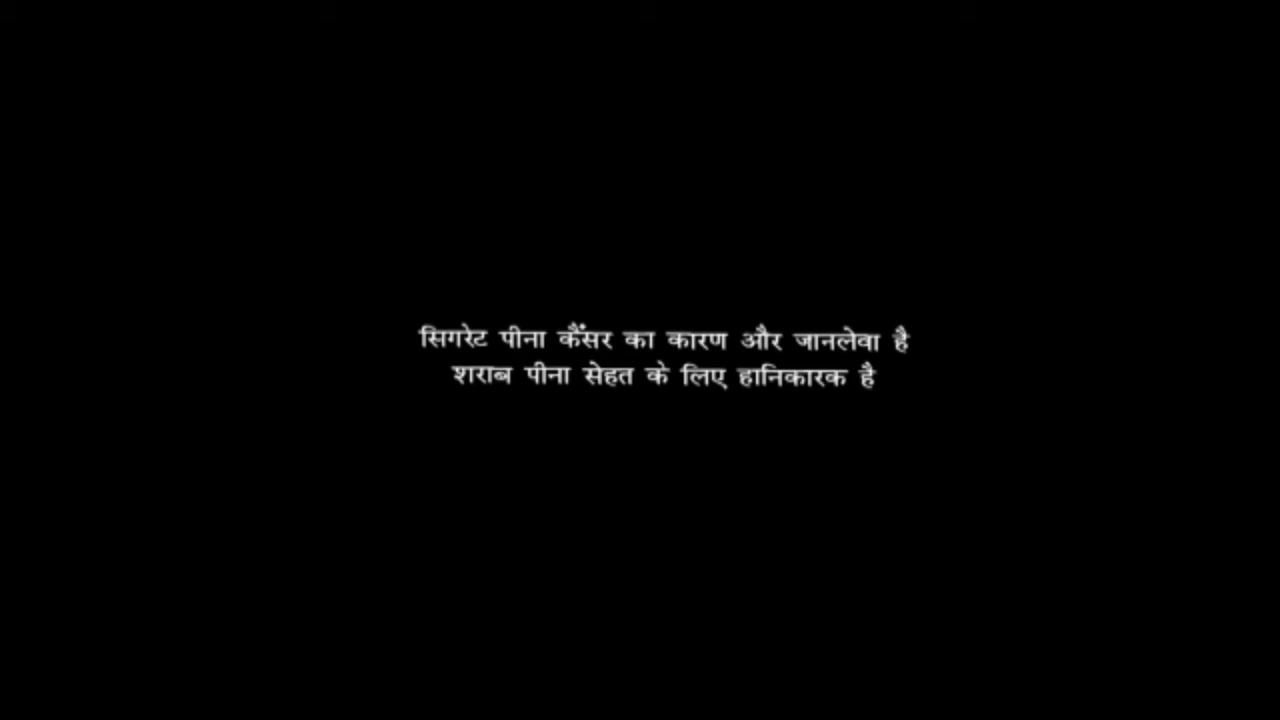 सिगरेट पीना कैंसर का कारण और जानलेवा है
शराब पीना सेहत के लिए हानिकारक है